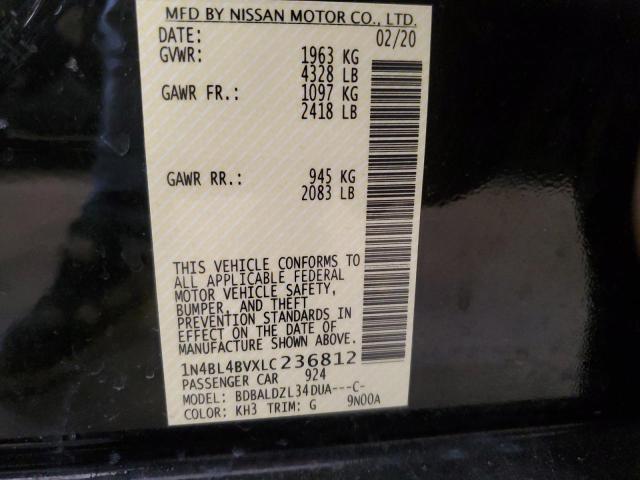 MFD BY NISSAN MOTOR CO., LTD.
DATE: 02/20
GVWR: 1963 KG
4328 LB
GAWR FR.: 1097 KG
2418 LB
GAWR RR.: 945 KG
2083 LB
THIS VEHICLE CONFORMS TO
ALL APPLICABLE FEDERAL
MOTOR VEHICLE SAFETY,
BUMPER, AND THEFT
PREVENTION STANDARDS IN
EFFECT ON THE DATE OF
MANUFACTURE SHOWN ABOVE.
1N4BL4BVXLC236812
PASSENGER CAR 924
MODEL: BDBALDZL34DUA---C-
COLOR: KH3 TRIM: G 9N00A